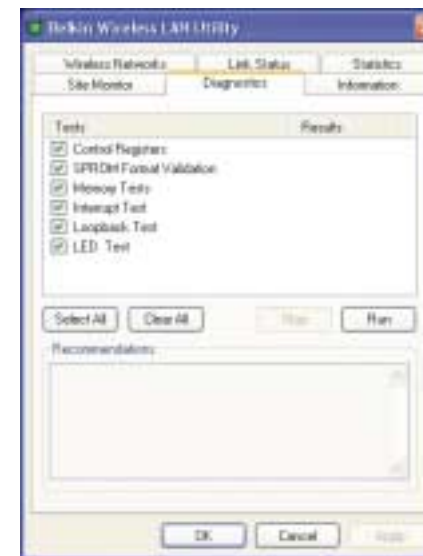 Belkin Wireless LAN Utility
Wireless Networks Link Status Statistics
Site Monitor Diagnostics Information
Tests Results
Control Registers
SPROM Format Validation
Memory Tests
Interrupt Test
Loopback Test
LED Test
Select All Clear All Stop Run
Recommendations
OK Cancel Apply